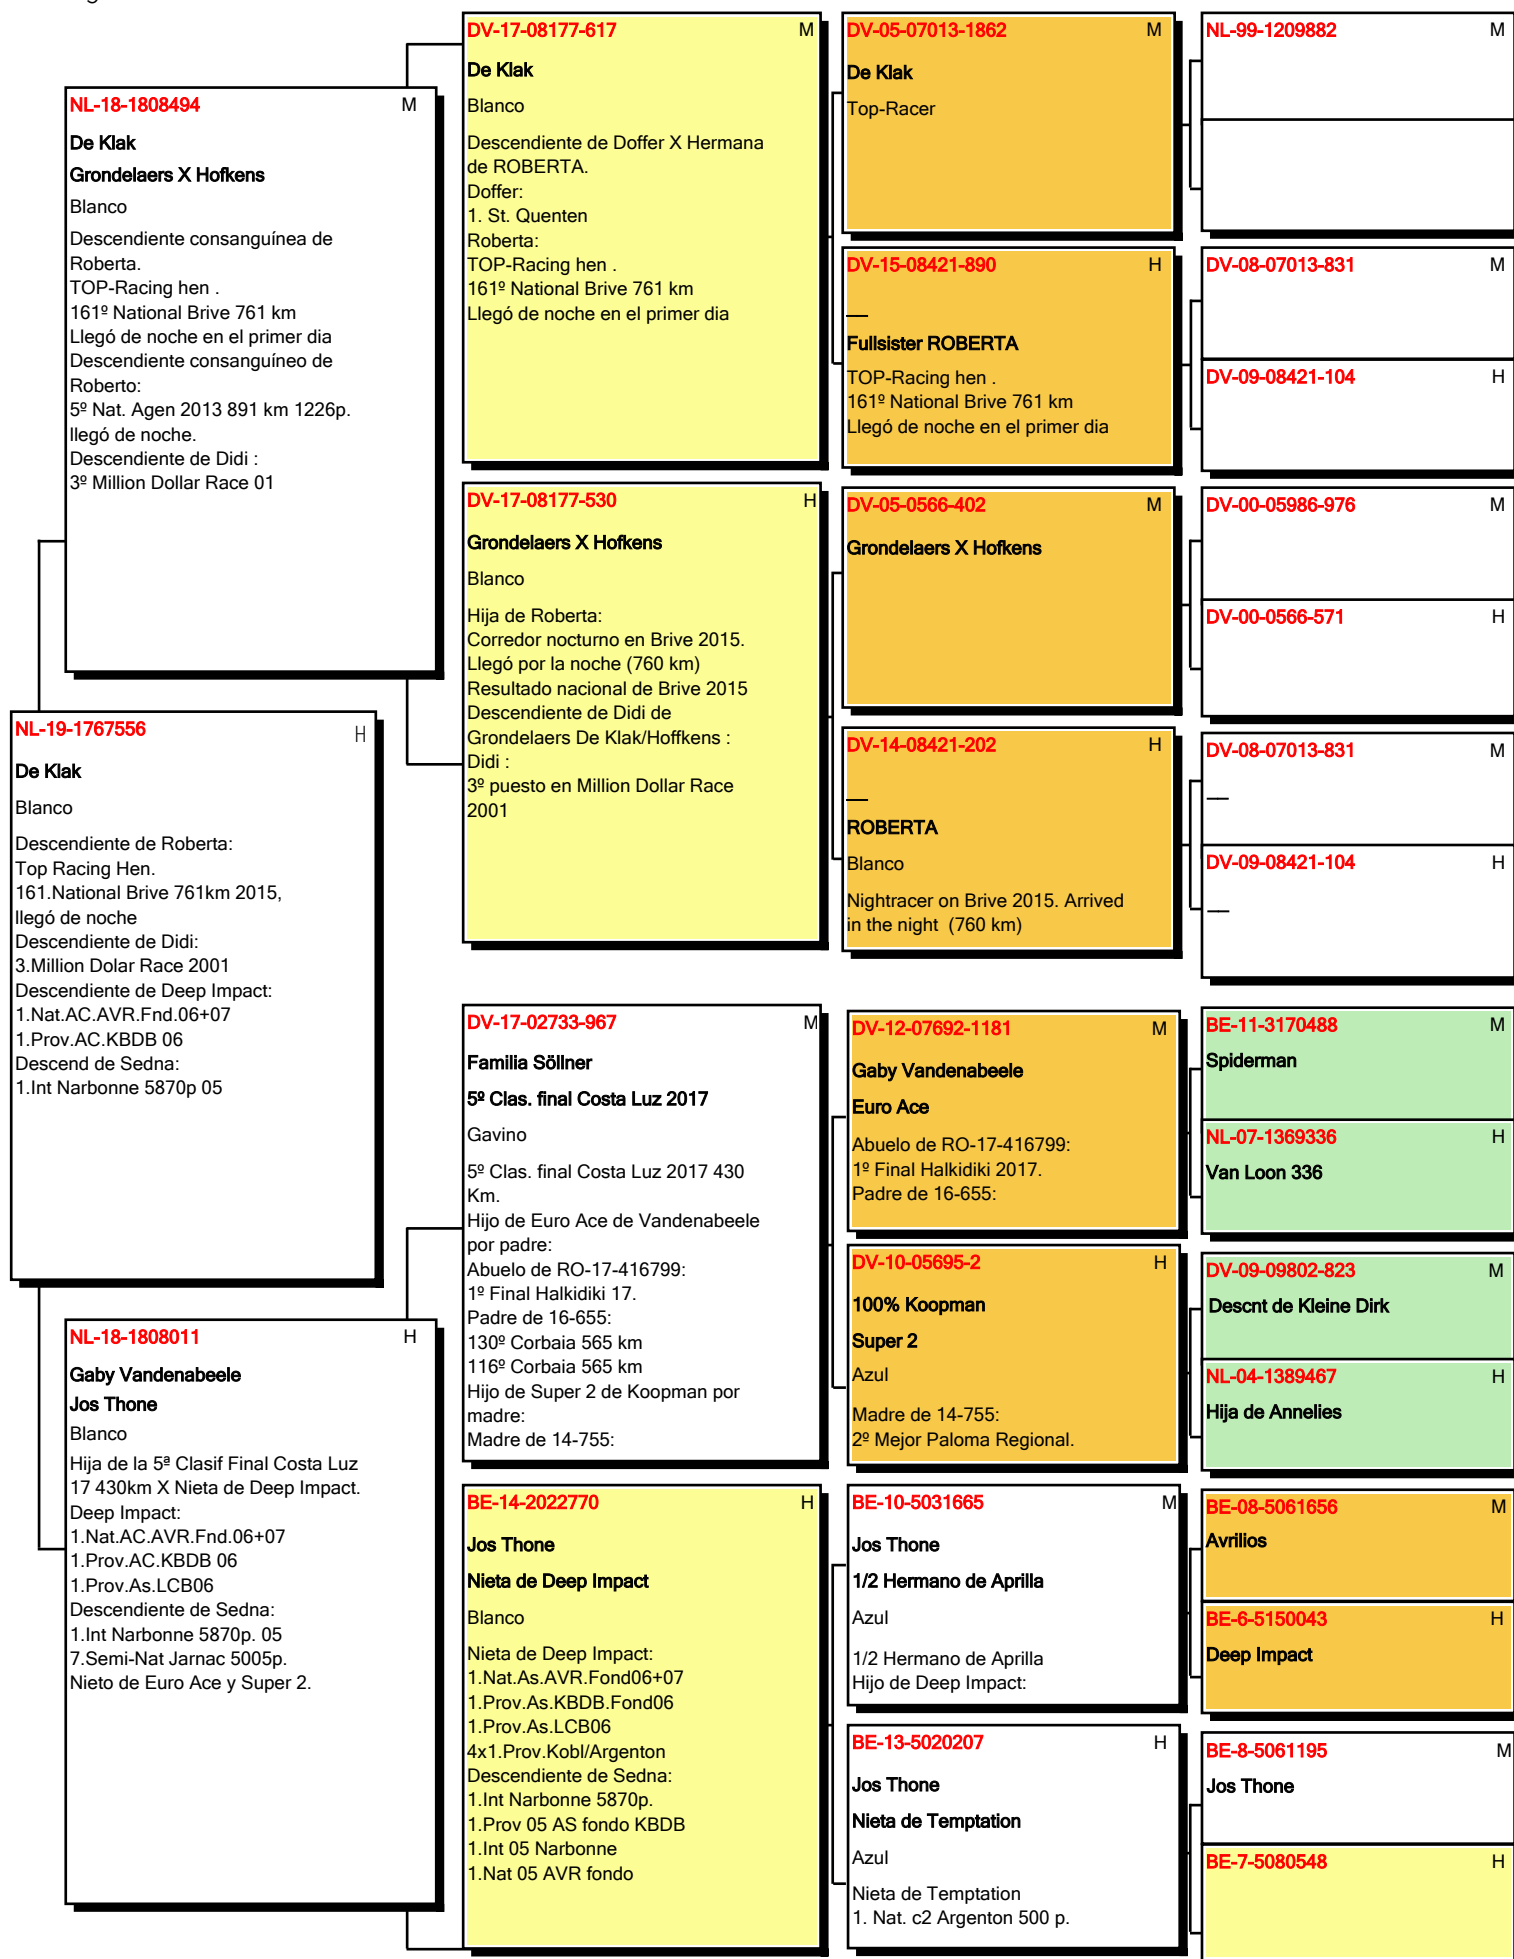 NL-19-1767556 H
De Klak
Blanco
Descendiente de Roberta:
Top Racing Hen.
161.National Brive 761km 2015,
llegó de noche
Descendiente de Didi:
3.Million Dolar Race 2001
Descendiente de Deep Impact:
1.Nat.AC.AVR.Fnd.06+07
1.Prov.AC.KBDB 06
Descend de Sedna:
1.Int Narbonne 5870p 05
NL-18-1808494 M
De Klak
Grondelaers X Hofkens
Blanco
Descendiente consanguínea de
Roberta.
TOP-Racing hen .
161º National Brive 761 km
Llegó de noche en el primer dia
Descendiente consanguíneo de
Roberto:
5º Nat. Agen 2013 891 km 1226p.
llegó de noche.
Descendiente de Didi :
3º Million Dollar Race 01
NL-18-1808011 H
Gaby Vandenabeele
Jos Thone
Blanco
Hija de la 5ª Clasif Final Costa Luz
17 430km X Nieta de Deep Impact.
Deep Impact:
1.Nat.AC.AVR.Fnd.06+07
1.Prov.AC.KBDB 06
1.Prov.As.LCB06
Descendiente de Sedna:
1.Int Narbonne 5870p. 05
7.Semi-Nat Jarnac 5005p.
Nieto de Euro Ace y Super 2.
DV-17-08177-617 M
De Klak
Blanco
Descendiente de Doffer X Hermana
de ROBERTA.
Doffer:
1. St. Quenten
Roberta:
TOP-Racing hen .
161º National Brive 761 km
Llegó de noche en el primer dia
DV-17-08177-530 H
Grondelaers X Hofkens
Blanco
Hija de Roberta:
Corredor nocturno en Brive 2015.
Llegó por la noche (760 km)
Resultado nacional de Brive 2015
Descendiente de Didi de
Grondelaers De Klak/Hoffkens :
Didi :
3º puesto en Million Dollar Race
2001
DV-17-02733-967 M
Familia Söllner
5º Clas. final Costa Luz 2017
Gavino
5º Clas. final Costa Luz 2017 430
Km.
Hijo de Euro Ace de Vandenabeele
por padre:
Abuelo de RO-17-416799:
1º Final Halkidiki 17.
Padre de 16-655:
130º Corbaia 565 km
116º Corbaia 565 km
Hijo de Super 2 de Koopman por
madre:
Madre de 14-755:
BE-14-2022770 H
Jos Thone
Nieta de Deep Impact
Blanco
Nieta de Deep Impact:
1.Nat.As.AVR.Fond06+07
1.Prov.As.KBDB.Fond06
1.Prov.As.LCB06
4x1.Prov.Kobl/Argenton
Descendiente de Sedna:
1.Int Narbonne 5870p.
1.Prov 05 AS fondo KBDB
1.Int 05 Narbonne
1.Nat 05 AVR fondo
DV-05-07013-1862 M
De Klak
Top-Racer
DV-15-08421-890 H
__
Fullsister ROBERTA
TOP-Racing hen .
161º National Brive 761 km
Llegó de noche en el primer dia
DV-05-0566-402 M
Grondelaers X Hofkens
DV-14-08421-202 H
__
ROBERTA
Blanco
Nightracer on Brive 2015. Arrived
in the night (760 km)
DV-12-07692-1181 M
Gaby Vandenabeele
Euro Ace
Abuelo de RO-17-416799:
1º Final Halkidiki 2017.
Padre de 16-655:
DV-10-05695-2 H
100% Koopman
Super 2
Azul
Madre de 14-755:
2º Mejor Paloma Regional.
BE-10-5031665 M
Jos Thone
1/2 Hermano de Aprilla
Azul
1/2 Hermano de Aprilla
Hijo de Deep Impact:
BE-13-5020207 H
Jos Thone
Nieta de Temptation
Azul
Nieta de Temptation
1. Nat. c2 Argenton 500 p.
NL-99-1209882 M
DV-08-07013-831 M
DV-09-08421-104 H
DV-00-05986-976 M
DV-00-0566-571 H
DV-08-07013-831 M
__
DV-09-08421-104 H
__
BE-11-3170488 M
Spiderman
NL-07-1369336 H
Van Loon 336
DV-09-09802-823 M
Descnt de Kleine Dirk
NL-04-1389467 H
Hija de Annelies
BE-08-5061656 M
Avrilios
BE-6-5150043 H
Deep Impact
BE-8-5061195 M
Jos Thone
BE-7-5080548 H